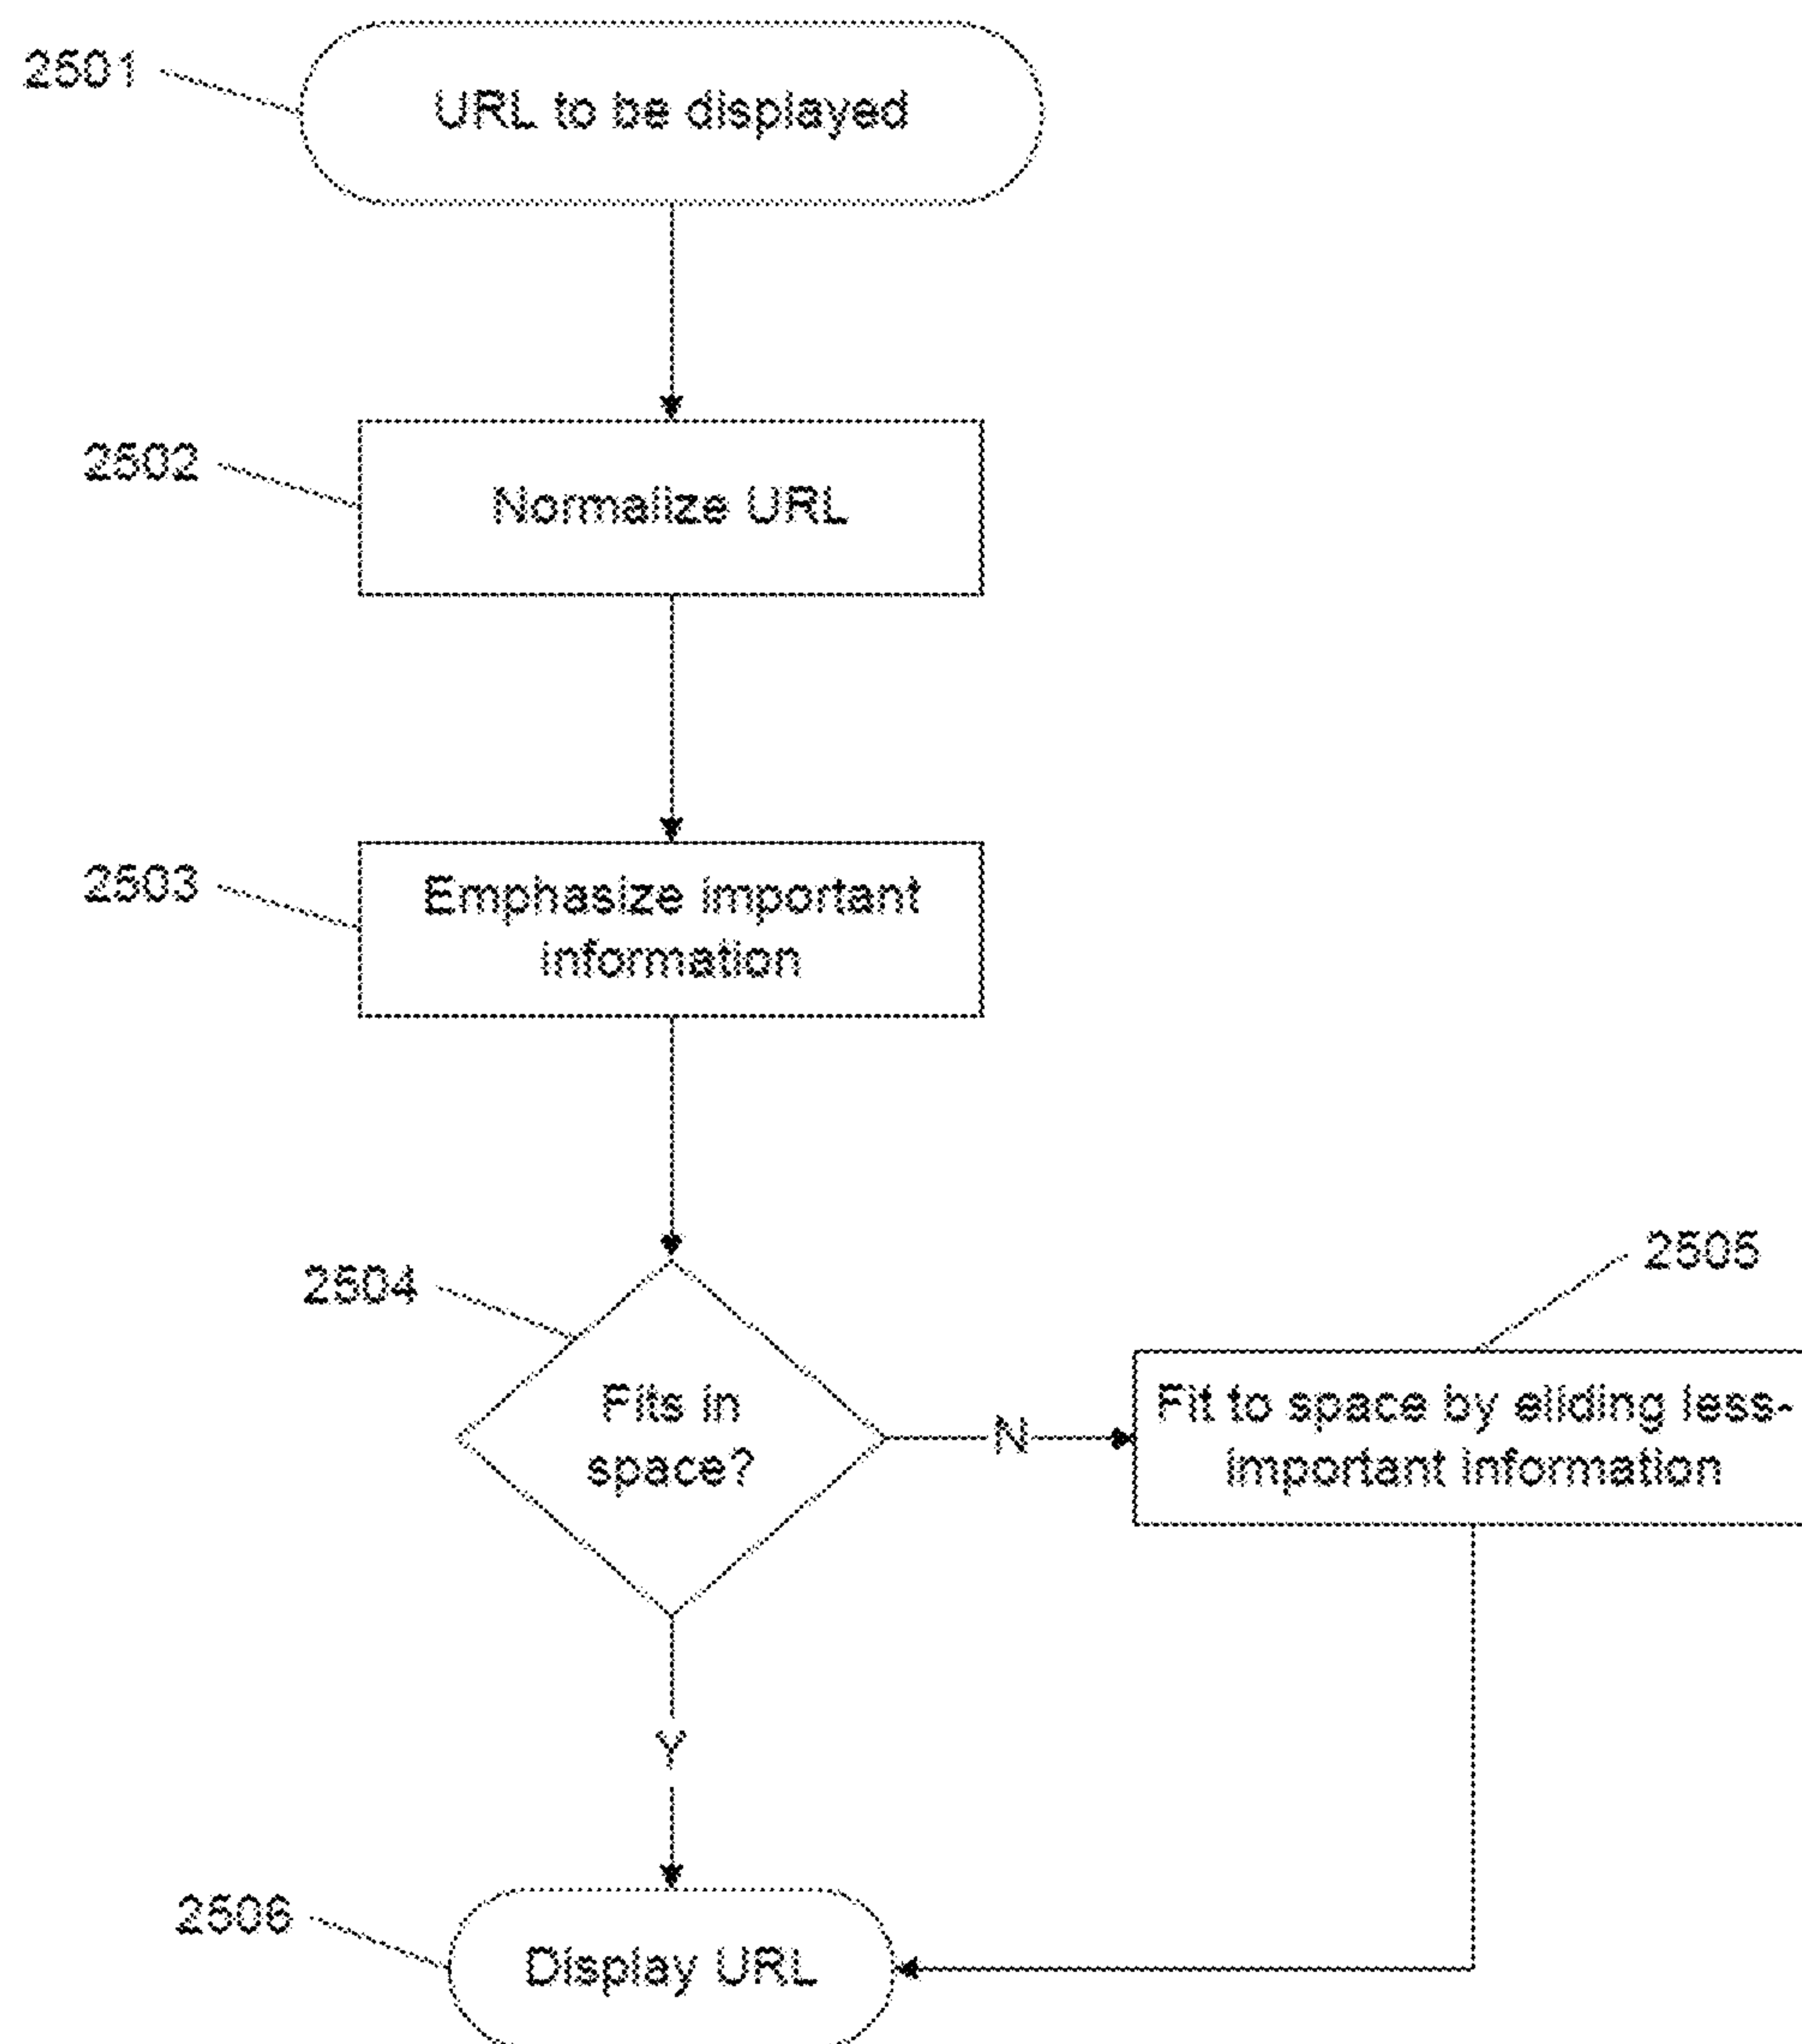 2501
URL to be displayed
2502
Normalize URL
2503
Emphasize important
information
2504
Fits in
space?
N
2505
Fit to space by eliding less-
important information
Y
2506
Display URL